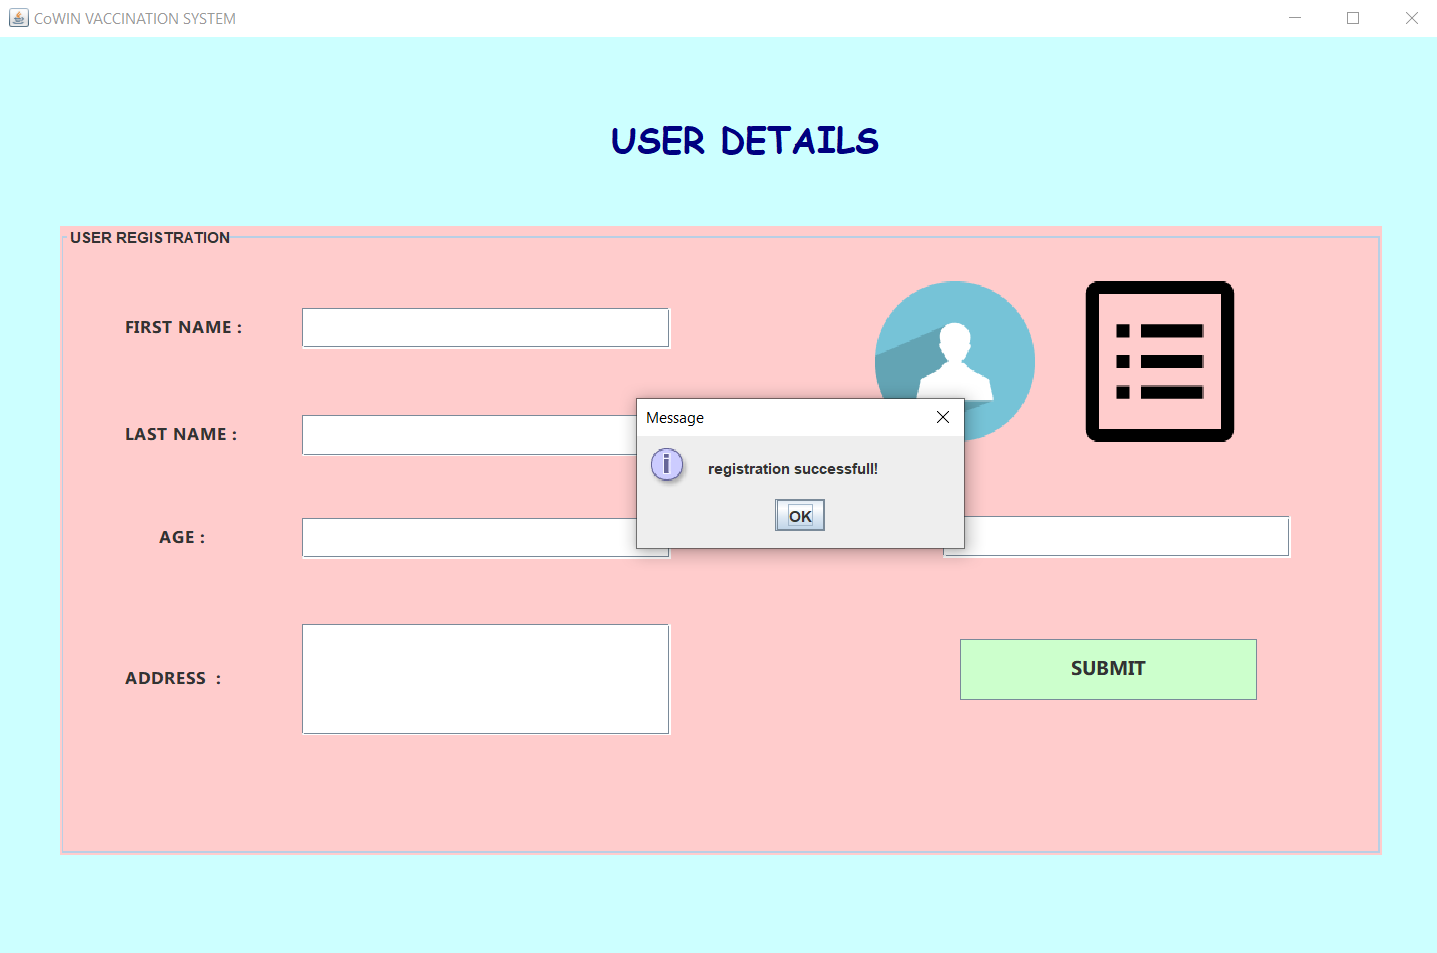 CoWIN VACCINATION SYSTEM
USER DETAILS
USER REGISTRATION
FIRST NAME :
LAST NAME :
Message
registration successfull!
OK
AGE :
ADDRESS :
SUBMIT